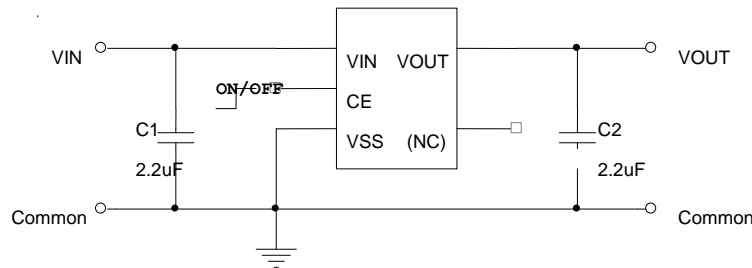 VIN
VIN VOUT
VOUT
ON/OFF
CE
C1
VSS (NC)
C2
2.2uF
2.2uF
Common
Common